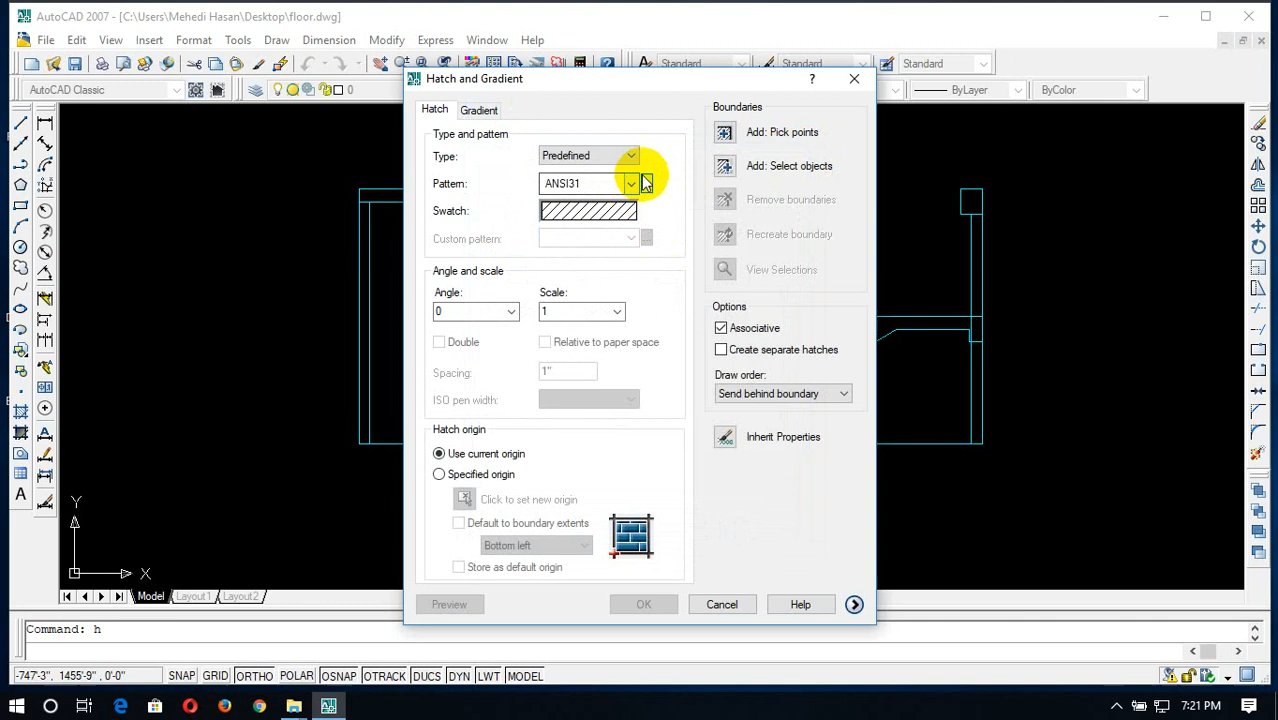 AutoCAD 2007 - [C:\Users\Mehedi Hasan\Desktop\floor.dwg]
File Edit View Insert Format Tools Draw Dimension Modify Express Window Help
Standard Standard Standard
AutoCAD Classic 0 ByLayer ByColor
Hatch and Gradient
?
Hatch Gradient
Type and pattern
Type: Predefined
Pattern: ANSI31
Swatch:
Custom pattern: ...
Angle and scale
Angle: Scale:
0 1
Double Relative to paper space
Spacing: 1"
ISO pen width:
Hatch origin
Use current origin
Specified origin
Click to set new origin
Default to boundary extents
Bottom left
Store as default origin
Boundaries
Add: Pick points
Add: Select objects
Remove boundaries
Recreate boundary
View Selections
Options
Associative
Create separate hatches
Draw order:
Send behind boundary
Inherit Properties
Preview OK Cancel Help
Y
X
Model Layout1 Layout2
Command: h
-747'-3", 1455'-9", 0'-0" SNAP GRID ORTHO POLAR OSNAP OTRACK DUCS DYN LWT MODEL
7:21 PM